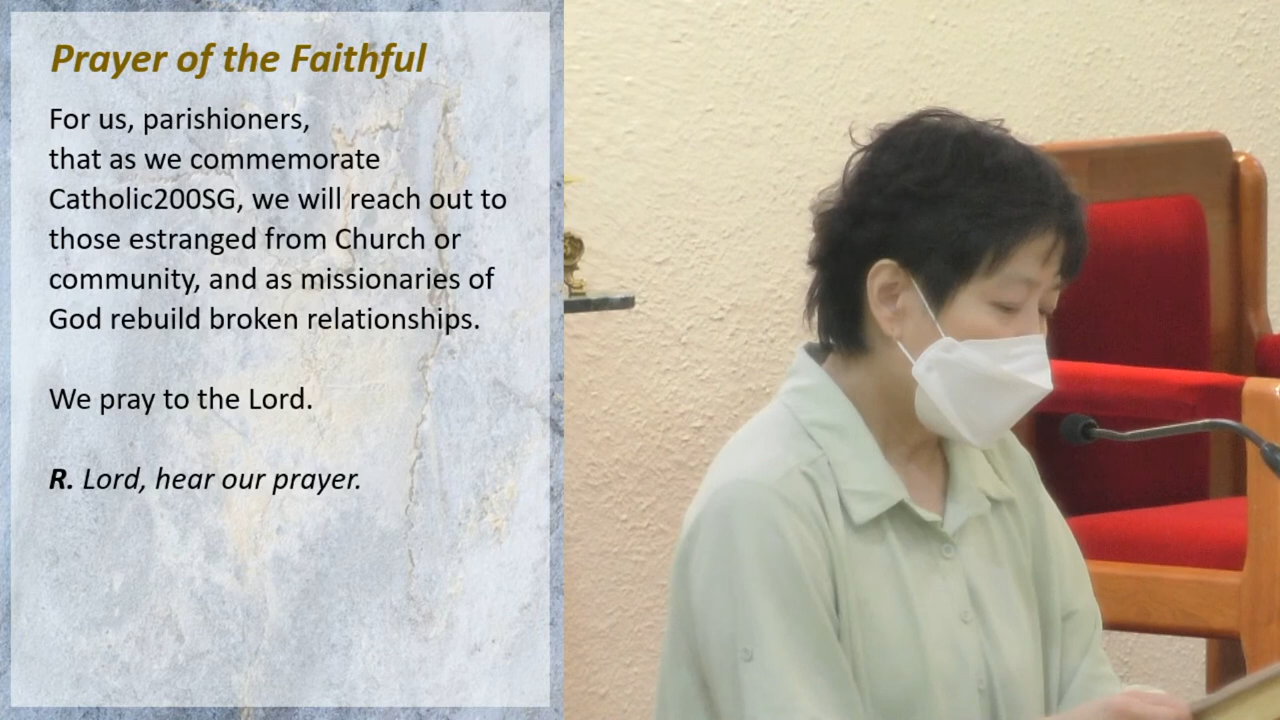 Prayer of the Faithful
For us, parishioners,
that as we commemorate
Catholic200SG, we will reach out to
those estranged from Church or
community, and as missionaries of
God rebuild broken relationships.
We pray to the Lord.
R. Lord, hear our prayer.